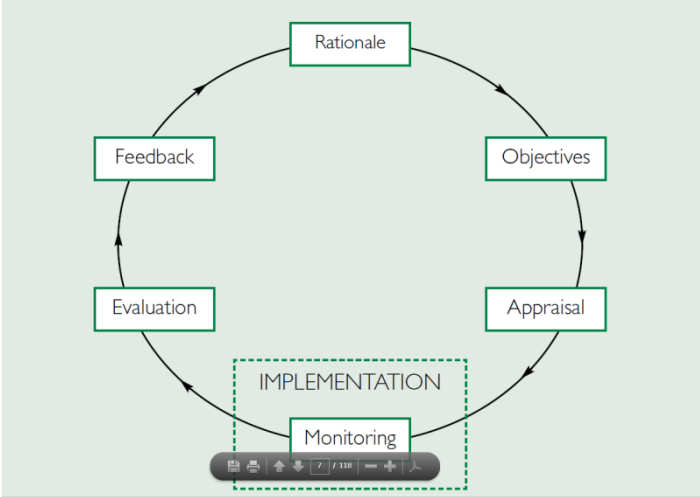 Rationale
Objectives
Appraisal
IMPLEMENTATION
Monitoring
Evaluation
Feedback
7 / 118